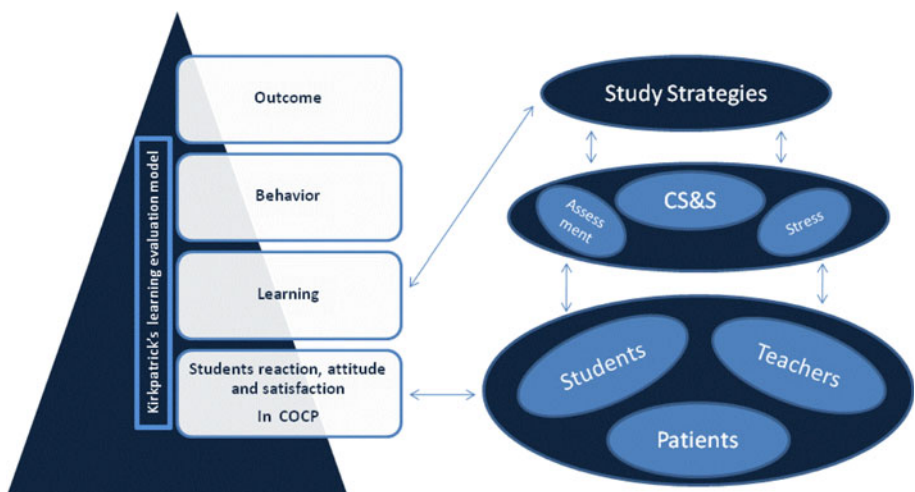 Kirkpatrick's learning evaluation model
Outcome
Behavior
Learning
Students reaction, attitude
and satisfaction
In COCP
Study Strategies
Assess
ment
CS&S
Stress
Students
Teachers
Patients